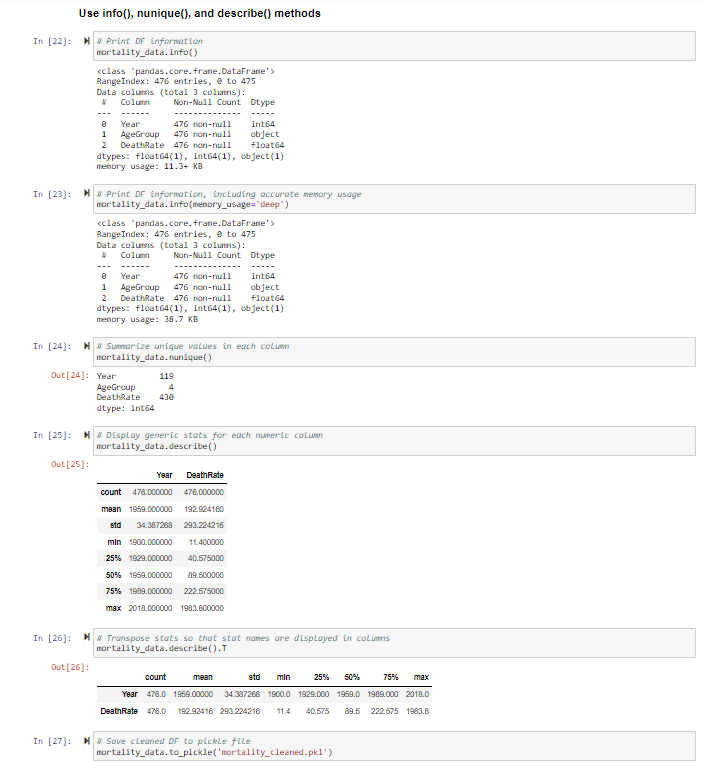 Use info(), nunique(), and describe() methods
In [22]: # Print DF information
mortality_data.info()
<class 'pandas.core.frame.DataFrame'>
RangeIndex: 476 entries, 0 to 475
Data columns (total 3 columns):
# Column Non-Null Count Dtype
--- ------ -------------- -----
0 Year 476 non-null int64
1 AgeGroup 476 non-null object
2 DeathRate 476 non-null float64
dtypes: float64(1), int64(1), object(1)
memory usage: 11.3+ KB
In [23]: # Print DF information, including accurate memory usage
mortality_data.info(memory_usage='deep')
<class 'pandas.core.frame.DataFrame'>
RangeIndex: 476 entries, 0 to 475
Data columns (total 3 columns):
# Column Non-Null Count Dtype
--- ------ -------------- -----
0 Year 476 non-null int64
1 AgeGroup 476 non-null object
2 DeathRate 476 non-null float64
dtypes: float64(1), int64(1), object(1)
memory usage: 38.7 KB
In [24]: # Summarize unique values in each column
mortality_data.nunique()
Out[24]: Year 119
AgeGroup 4
DeathRate 430
dtype: int64
In [25]: # Display generic stats for each numeric column
mortality_data.describe()
Out[25]:
Year DeathRate
count 476.000000 476.000000
mean 1959.000000 192.924160
std 34.387268 293.224216
min 1900.000000 11.400000
25% 1929.000000 40.575000
50% 1959.000000 89.500000
75% 1989.000000 222.575000
max 2018.000000 1983.800000
In [26]: # Transpose stats so that stat names are displayed in columns
mortality_data.describe().T
Out[26]:
count mean std min 25% 50% 75% max
Year 476.0 1959.00000 34.387268 1900.0 1929.000 1959.0 1989.000 2018.0
DeathRate 476.0 192.92416 293.224216 11.4 40.575 89.5 222.575 1983.8
In [27]: # Save cleaned DF to pickle file
mortality_data.to_pickle('mortality_cleaned.pkl')